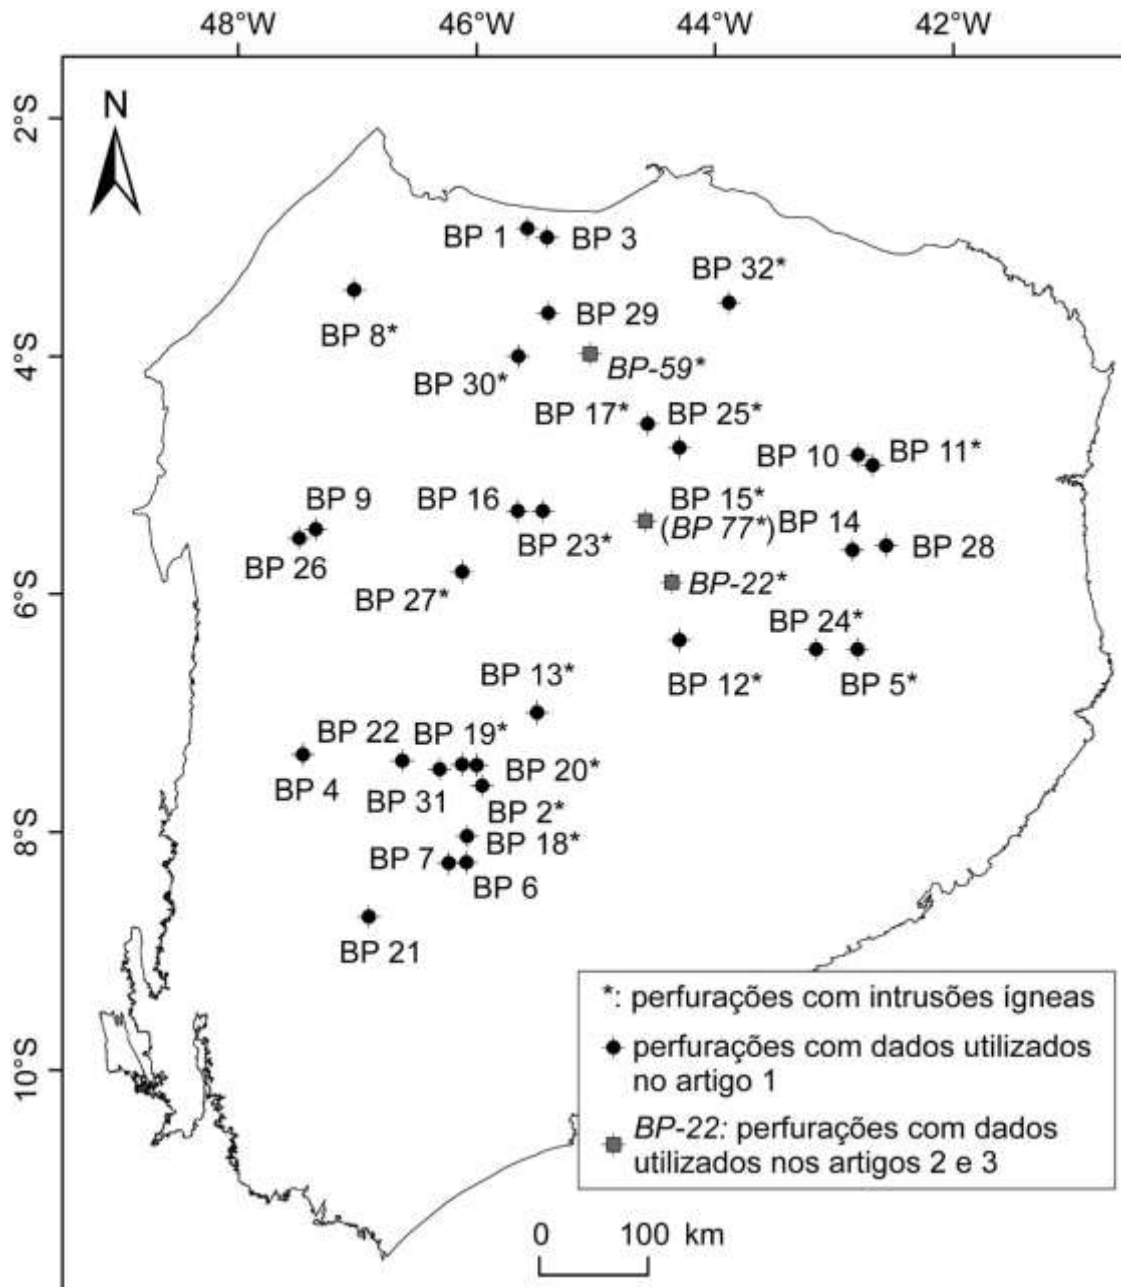 48°W 46°W 44°W 42°W
2°S
N
BP 1
BP 3
BP 32*
BP 8*
BP 29
4°S
BP 30*
BP-59*
BP 17*
BP 25*
BP 10
BP 11*
BP 9
BP 16
BP 15*
(BP 77*)
BP 14
BP 23*
BP 28
BP 26
BP 27*
BP-22*
6°S
BP 24*
BP 12*
BP 5*
BP 13*
BP 22
BP 19*
BP 20*
BP 4
BP 31
BP 2*
8°S
BP 18*
BP 7
BP 6
BP 21
10°S
*: perfurações com intrusões ígneas
perfurações com dados utilizados
no artigo 1
BP-22: perfurações com dados
utilizados nos artigos 2 e 3
0 100 km